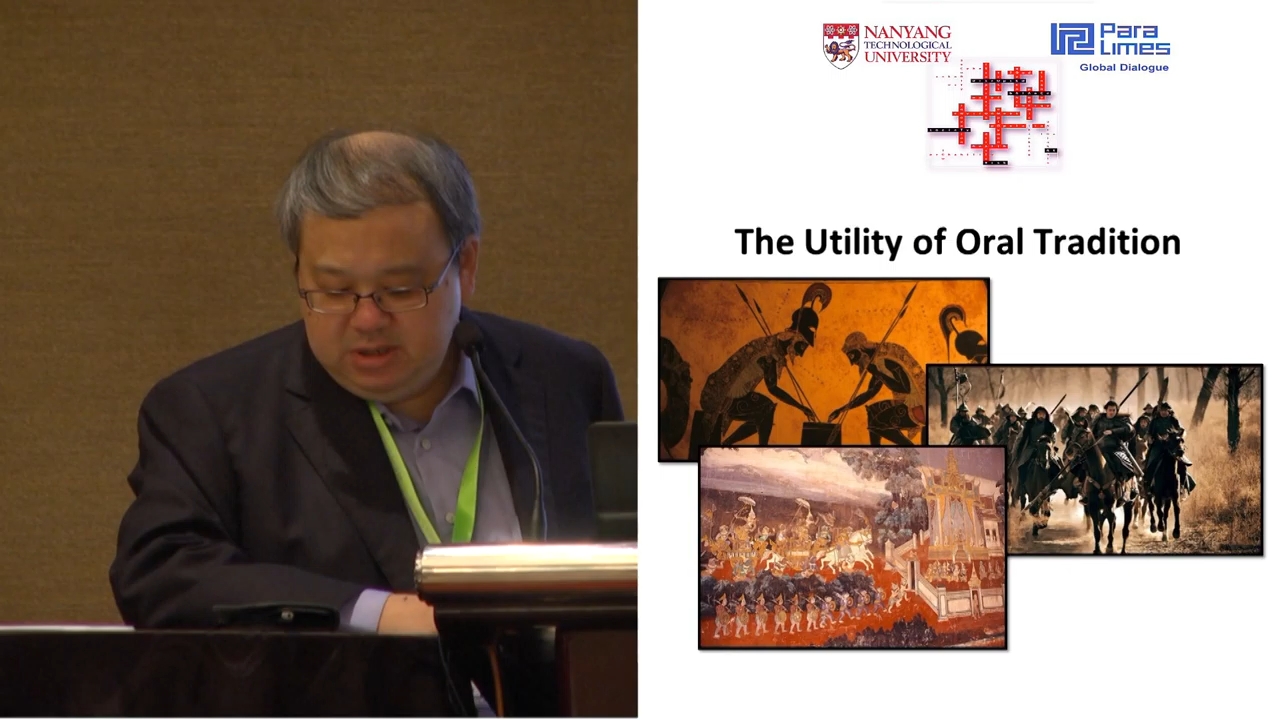 NANYANG
TECHNOLOGICAL
UNIVERSITY
Para
Limes
Global Dialogue
The Utility of Oral Tradition